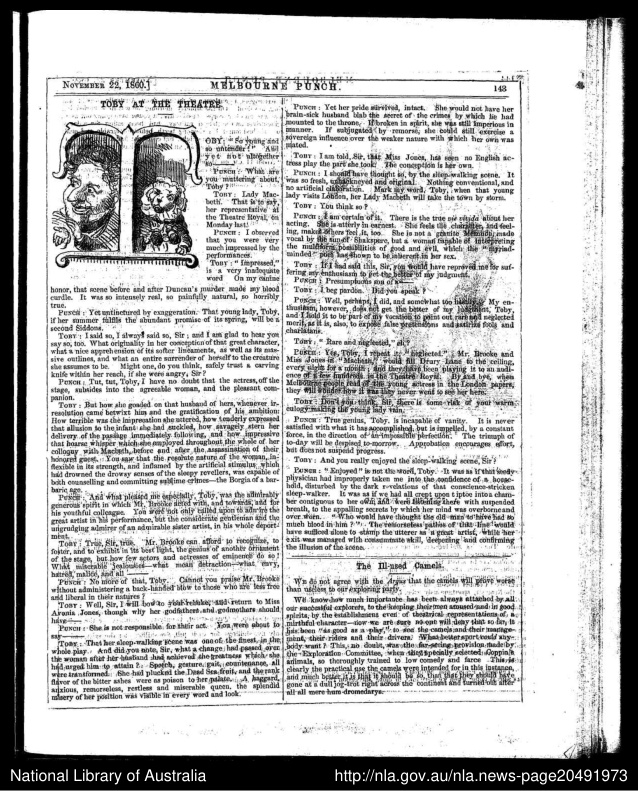 NOVEMBER 22, 1860.]
MELBOURNE PUNCH.
143
TOBY AT THE THEATRE.
OBY: "So young and
so untender!" And
yet not altogether
so
PUNCH: What are
you muttering about,
Toby?
TOBY: Lady Mac-
beth. That is to say,
her representative at
the Theatre Royal, on
Monday last!
PUNCH: I observed
that you were very
much impressed by the
performances.
TOBY: "Impressed,"
is a very inadequate
word On my canine
honor, that scene before and after Duncan's murder made my blood
curdle. It was so intensely real, so painfully natural, so horribly
true.
PUNCH: Yet untinctured by exaggeration. That young lady, Toby,
if her summer fulfils the abundant promise of its spring, will be a
second Siddons.
TOBY: I said so, I always said so, Sir; and I am glad to hear you
say so, too. What originality in her conception of that great character,
what a nice apprehension of its softer lineaments, as well as its mas-
sive outlines, and what an entire surrender of herself to the creature
she assumes to be. Might one, do you think, safely trust a carving
knife within her reach, if she were angry, Sir?
PUNCH: Tut, tut, Toby, I have no doubt that the actress, off the
stage, subsides into the agreeable woman, and the pleasant com-
panion.
TOBY: But how she goaded on that husband of hers, whenever ir-
resolution came betwixt him and the gratification of his ambition:
How terrible was the imprecation she uttered, how tenderly expressed
that allusion to the infant she had suckled, how savagely stern her
delivery of the passage immediately following, and how impressive
that hoarse whisper which she employed throughout the whole of her
colloquy with Macbeth, before and after the assassination of their
honored guest. You saw that the resolute nature of the woman, in-
flexible in its strength, and inflamed by the artificial stimulus which
had drowned the drowsy senses of the sleepy revellers, was capable of
both counselling and committing sublime crimes—the Borgia of a bar-
baric age.
PUNCH: And what pleased me especially, Toby, was the admirably
generous spirit in which Mr. Brooke acted with, and towards, and for
his youthful colleague. You were not only called upon to admire the
great artist in his performance, but the considerate gentleman and the
ungrudging admirer of an admirable sister artist, in his whole deport-
ment.
TOBY: True, Sir, true. Mr. Brooke can afford to recognize, to
foster, and to exhibit in its best light, the genius of another ornament
of the stage, but how few actors and actresses of eminence do so!
What miserable jealousies—what mean detraction—what envy,
hatred, malice, and all
PUNCH: No more of that, Toby. Cannot you praise Mr. Brooke
without administering a back-handed blow to those who are less free
and liberal in their natures
TOBY: Well, Sir, I will bow to your rebuke, and return to Miss
Avonia Jones, though why her godfathers and godmothers should
have
PUNCH: She is not responsible for their act. You were about to
say
TOBY: That her sleep-walking scene was one of the finest in the
whole play. And did you note, Sir, what a change had passed over
the woman after her husband had achieved the greatness which she
had urged him to attain? Speech, gesture, gait, countenance, all
were transformed. She had plucked the Dead Sea fruit, and the rank
flavor of the bitter ashes were as poison to her palate. A haggard,
anxious, remorseless, restless and miserable queen, the splendid
misery of her position was visible in every word and look.
PUNCH: Yet her pride survived, intact. She would not have her
brain-sick husband blab the secret of the crimes by which he had
mounted to the throne. If broken in spirit, she was still imperious in
manner. If subjugated by remorse, she could still exercise a
sovereign influence over the weaker nature with which her own was
mated.
TOBY: I am told, Sir, that Miss Jones, has seen no English ac-
tress play the part she took. The conception is her own.
PUNCH: I should have thought so, by the sleep-walking scene. It
was so fresh, unhackneyed and original. Nothing conventional, and
no artificial elaboration. Mark my word, Toby, when that young
lady visits London, her Lady Macbeth will take the town by storm.
TOBY: You think so?
PUNCH: I am certain of it. There is the true vis vivida about her
acting. She is utterly in earnest. She feels the character, and feel-
ing, makes others feel it, too. She is not a granite Memnon, made
vocal by the sun of Shakspere, but a woman capable of interpreting
the multiform possibilities of good and evil, which the "myriad-
minded" poet has shown to be inherent in her sex.
TOBY: If I had said this, Sir, you would have reproved me for suf-
fering my enthusiasm to get the better of my judgment.
PUNCH: Presumptuous son of a—
TOBY: I beg pardon. Did you speak?
PUNCH: Well, perhaps, I did, and somewhat too hastily. My en-
thusiasm, however, does not get the better of my judgment, Toby,
and I hold it to be part of my vocation to point out rare and neglected
merit, as it is, also, to expose false pretensions and satirize fools and
charlatans.
TOBY: "Rare and neglected," eh?
PUNCH: Yes, Toby, I repeat it, "neglected." Mr. Brooke and
Miss Jones in "Macbeth," would fill Drury Lane to the ceiling,
every night for a month; and they have been playing it to an audi-
ence of a few hundreds in the Theatre Royal. By and bye, when
Melbourne people read of the young actress in the London papers,
they will wonder how it was they never went to see her here.
TOBY: Don't you think, Sir, there is some risk of your warm
eulogy making the young lady vain.
PUNCH: True genius, Toby, is incapable of vanity. It is never
satisfied with what it has accomplished, but is impelled, by a constant
force, in the direction of an impossible perfection. The triumph of
to-day will be despised to-morrow. Approbation encourages effort,
but does not suspend progress.
TOBY: And you really enjoyed the sleep-walking scene, Sir?
PUNCH: "Enjoyed" is not the word, Toby. It was as if that seedy
physician had improperly taken me into the confidence of a house-
hold, disturbed by the dark revelations of that conscience-stricken
sleep-walker. It was as if we had all crept upon tiptoe into a cham-
ber contiguous to her own, and were listening there with suspended
breath, to the appalling secrets by which her mind was overborne and
over worn. "Who would have thought the old man to have had so
much blood in him?" The remorseless pathos of that line would
have sufficed alone to stamp the utterer as a great artist, while her
exit was managed with consummate skill, deepening and confirming
the illusion of the scene.
The Ill-used Camels.
WE do not agree with the Argus that the camels will prove worse
than useless to our exploring party.
We know how much importance has been always attached by all
our successful explorers, to the keeping their men amused and in good
spirits, by the establishment even of theatrical representations of a
mirthful character—now we are sure no one will deny that so far, it
has been "as good as a play," to see the camels and their manage-
ment, their riders and their drivers. What better sport could any-
body want? This, no doubt, was the far-seeing provision made by
the Exploration Committee, when they specially selected Coppin's
animals, so thoroughly trained to low comedy and farce. This is
clearly the practical use the camels were intended for in this instance,
and much better it is that it should be so, than that they should have
gone at a dull jog-trot right across the continent and turned out after
all all mere hum-dromedarys.
National Library of Australia
http://nla.gov.au/nla.news-page20491973